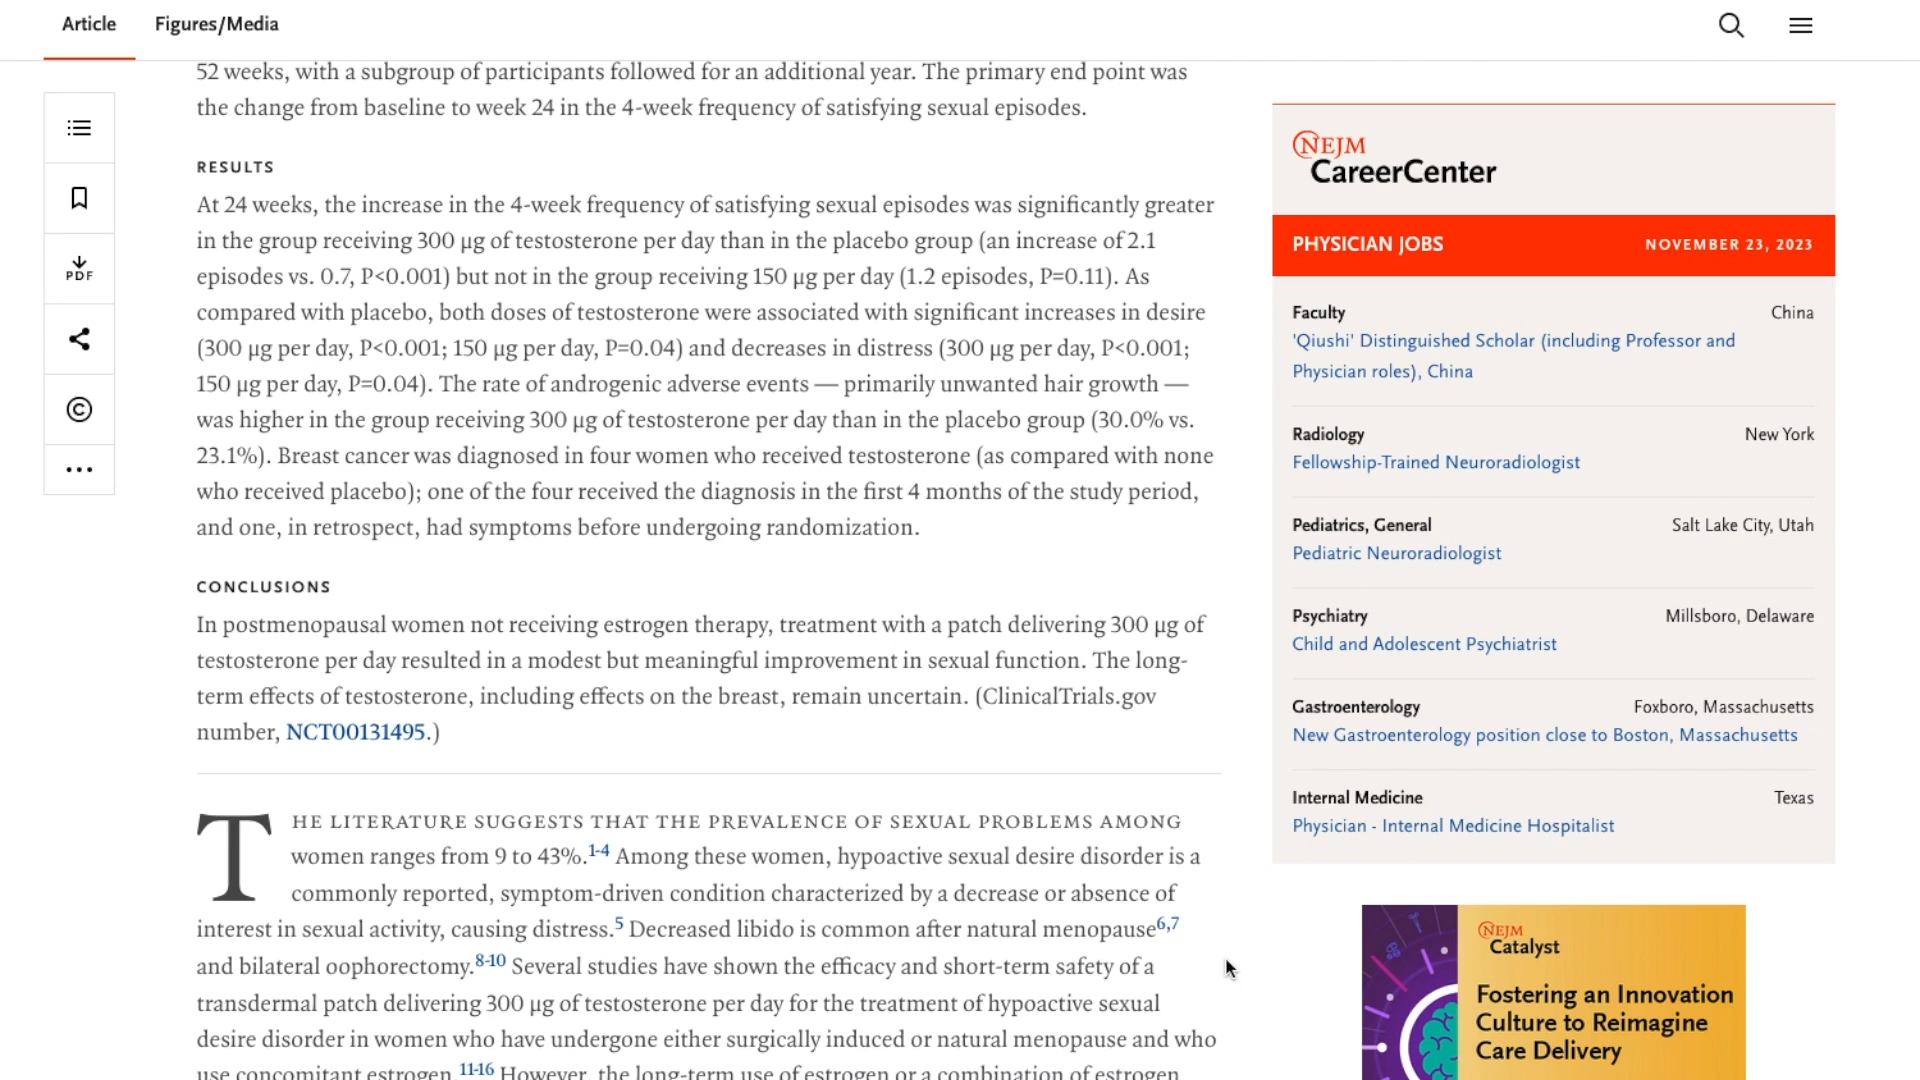 Article Figures/Media
52 weeks, with a subgroup of participants followed for an additional year. The primary end point was
the change from baseline to week 24 in the 4-week frequency of satisfying sexual episodes.
RESULTS
At 24 weeks, the increase in the 4-week frequency of satisfying sexual episodes was significantly greater
in the group receiving 300 μg of testosterone per day than in the placebo group (an increase of 2.1
episodes vs. 0.7, P<0.001) but not in the group receiving 150 μg per day (1.2 episodes, P=0.11). As
compared with placebo, both doses of testosterone were associated with significant increases in desire
(300 μg per day, P<0.001; 150 μg per day, P=0.04) and decreases in distress (300 μg per day, P<0.001;
150 μg per day, P=0.04). The rate of androgenic adverse events — primarily unwanted hair growth —
was higher in the group receiving 300 μg of testosterone per day than in the placebo group (30.0% vs.
23.1%). Breast cancer was diagnosed in four women who received testosterone (as compared with none
who received placebo); one of the four received the diagnosis in the first 4 months of the study period,
and one, in retrospect, had symptoms before undergoing randomization.
CONCLUSIONS
In postmenopausal women not receiving estrogen therapy, treatment with a patch delivering 300 μg of
testosterone per day resulted in a modest but meaningful improvement in sexual function. The long-
term effects of testosterone, including effects on the breast, remain uncertain. (ClinicalTrials.gov
number, NCT00131495.)
THE LITERATURE SUGGESTS THAT THE PREVALENCE OF SEXUAL PROBLEMS AMONG
women ranges from 9 to 43%.1-4 Among these women, hypoactive sexual desire disorder is a
commonly reported, symptom-driven condition characterized by a decrease or absence of
interest in sexual activity, causing distress.5 Decreased libido is common after natural menopause6,7
and bilateral oophorectomy.8-10 Several studies have shown the efficacy and short-term safety of a
transdermal patch delivering 300 μg of testosterone per day for the treatment of hypoactive sexual
desire disorder in women who have undergone either surgically induced or natural menopause and who
use concomitant estrogen.11-16 However, the long-term use of estrogen or a combination of estrogen
PDF
NEJM
CareerCenter
PHYSICIAN JOBS NOVEMBER 23, 2023
Faculty China
'Qiushi' Distinguished Scholar (including Professor and
Physician roles), China
Radiology New York
Fellowship-Trained Neuroradiologist
Pediatrics, General Salt Lake City, Utah
Pediatric Neuroradiologist
Psychiatry Millsboro, Delaware
Child and Adolescent Psychiatrist
Gastroenterology Foxboro, Massachusetts
New Gastroenterology position close to Boston, Massachusetts
Internal Medicine Texas
Physician - Internal Medicine Hospitalist
NEJM
Catalyst
Fostering an Innovation
Culture to Reimagine
Care Delivery